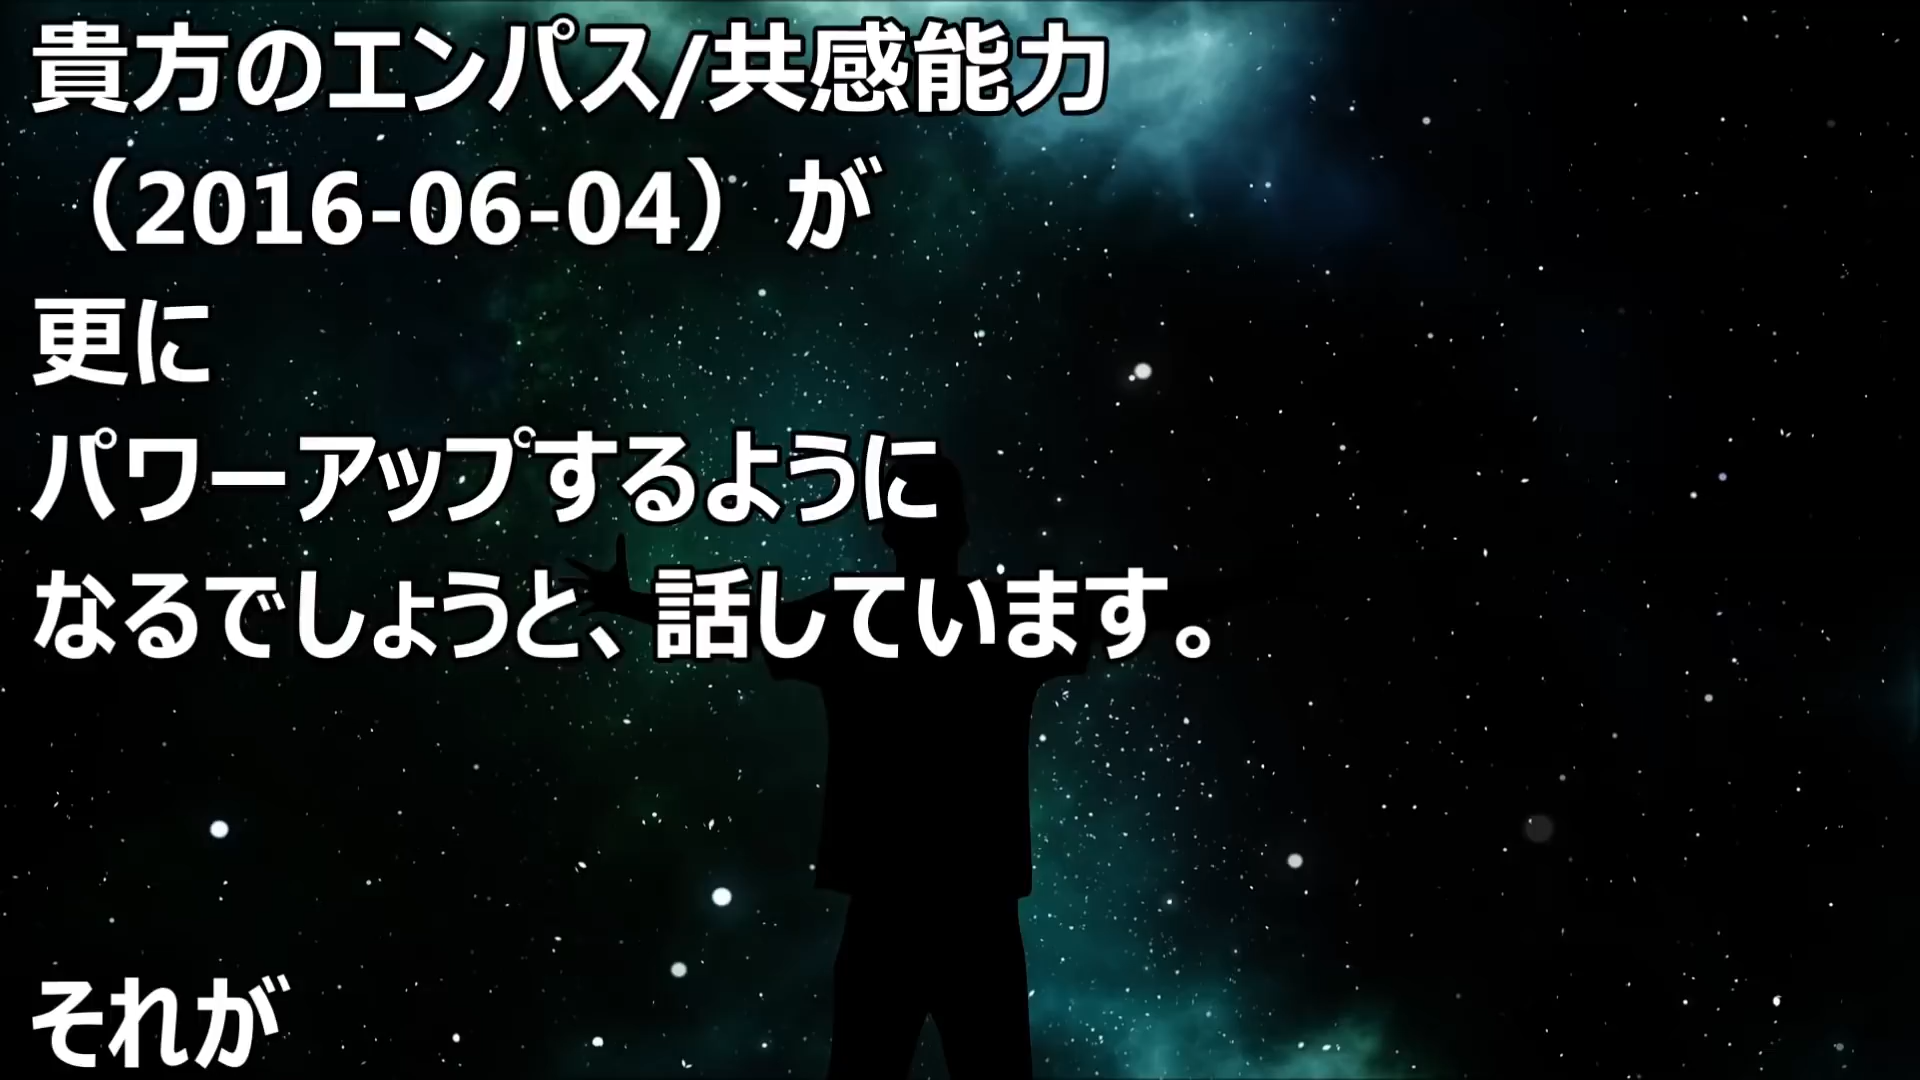 貴方のエンパス/共感能力
（2016-06-04）が
更に
パワーアップするように
なるでしょうと、話しています。
それが